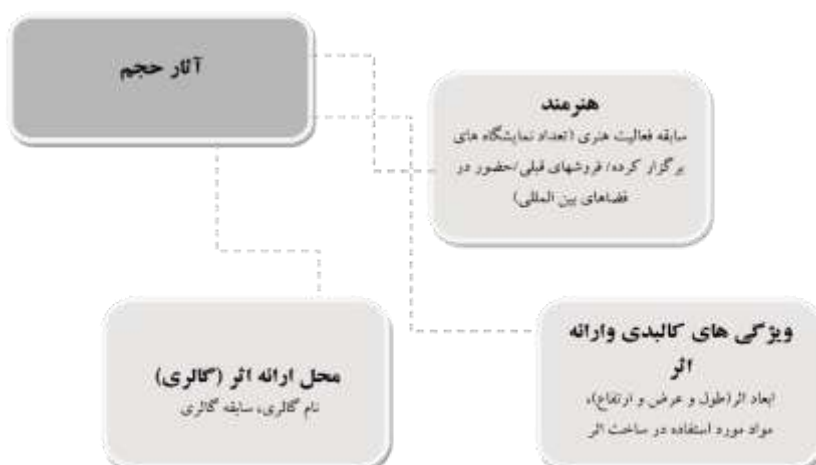 آثار حجم
هنرمند
سابقه فعالیت هنری (تعداد نمایشگاه های
برگزار کرده/ فروشهای قبلی/حضور در
فضاهای بین المللی)
ویژگی های کالبدی وارائه
اثر
ابعاد اثر(طول و عرض و ارتفاع)،
مواد مورد استفاده در ساخت اثر
محل ارائه اثر (گالری)
نام گالری، سابقه گالری